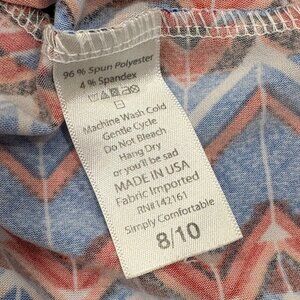 96 % Spun Polyester
4 % Spandex
Machine Wash Cold
Gentle Cycle
Do Not Bleach
Hang Dry
or you'll be sad
MADE IN USA
Fabric Imported
RN#142161
Simply Comfortable
8/10